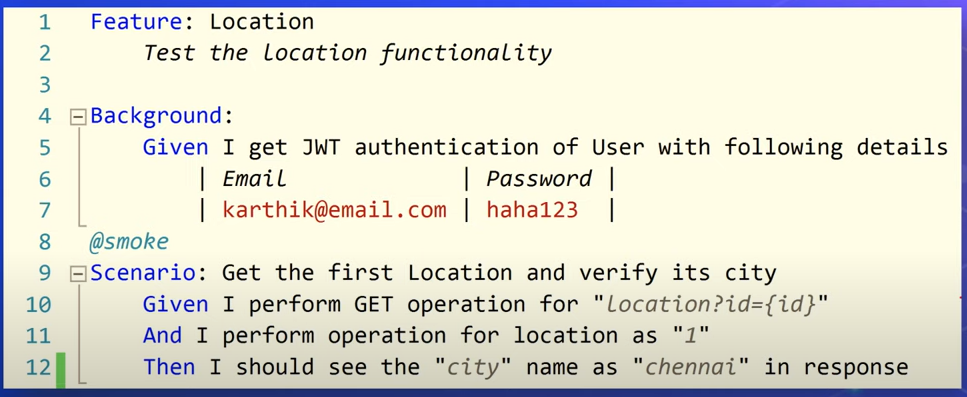 1 Feature: Location
2 Test the location functionality
3
4 Background:
5 Given I get JWT authentication of User with following details
6 | Email | Password |
7 | karthik@email.com | haha123 |
8 @smoke
9 Scenario: Get the first Location and verify its city
10 Given I perform GET operation for "location?id={id}"
11 And I perform operation for location as "1"
12 Then I should see the "city" name as "chennai" in response